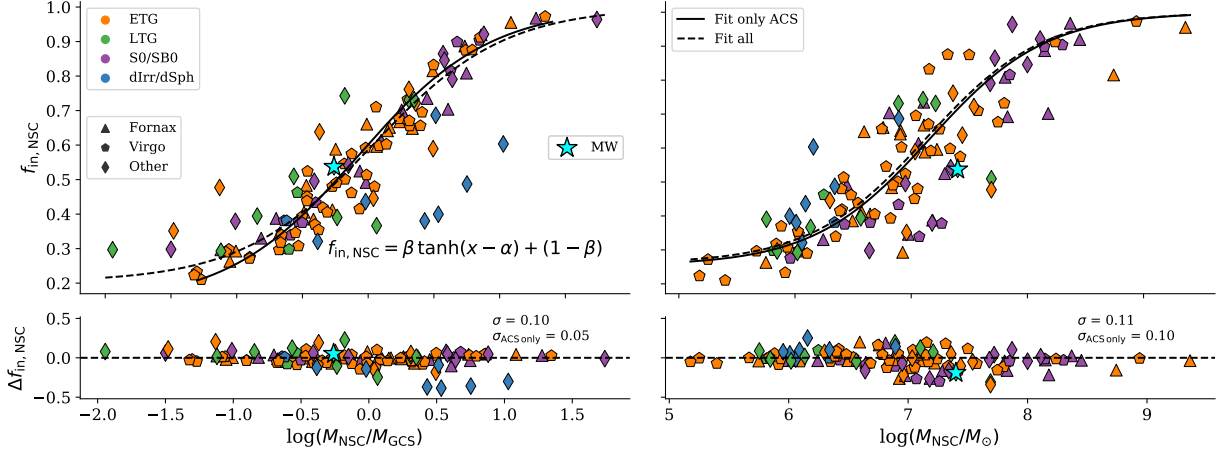 1.0
0.9
0.8
0.7
0.6
0.5
0.4
0.3
0.2
f_in, NSC
ETG
LTG
S0/SB0
dIrr/dSph
Fornax
Virgo
Other
MW
f_in, NSC = β tanh(x − α) + (1 − β)
Fit only ACS
Fit all
0.5
0.0
−0.5
Δf_in, NSC
σ = 0.10
σ_ACS only = 0.05
−2.0 −1.5 −1.0 −0.5 0.0 0.5 1.0 1.5
log(M_NSC/M_GCS)
σ = 0.11
σ_ACS only = 0.10
5 6 7 8 9
log(M_NSC/M_⊙)